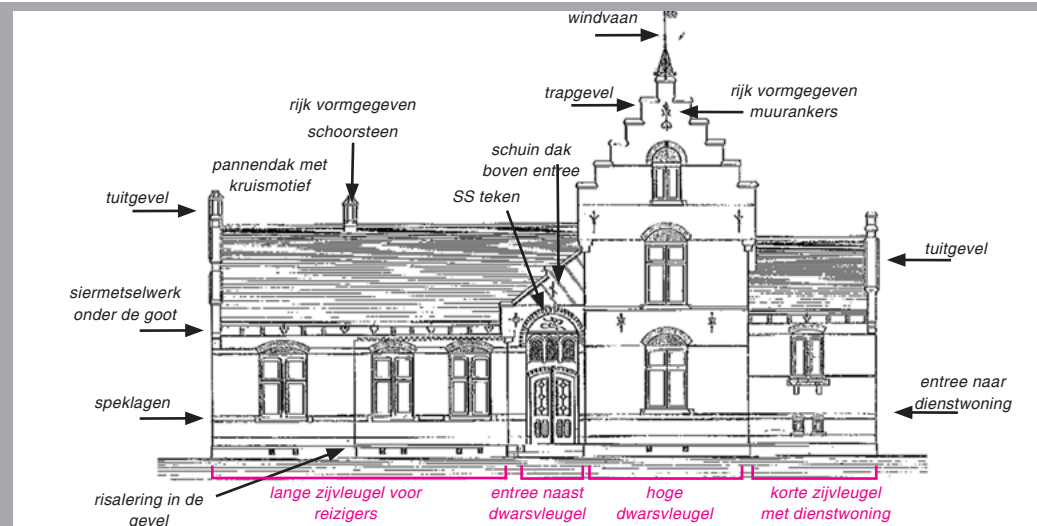 windvaan
trapgevel
rijk vormgegeven
muurankers
rijk vormgegeven
schoorsteen
schuin dak
boven entree
pannendak met
kruismotief
SS teken
tuitgevel
tuitgevel
siermetselwerk
onder de goot
speklagen
entree naar
dienstwoning
risalering in de
gevel
lange zijvleugel voor
reizigers
entree naast
dwarsvleugel
hoge
dwarsvleugel
korte zijvleugel
met dienstwoning